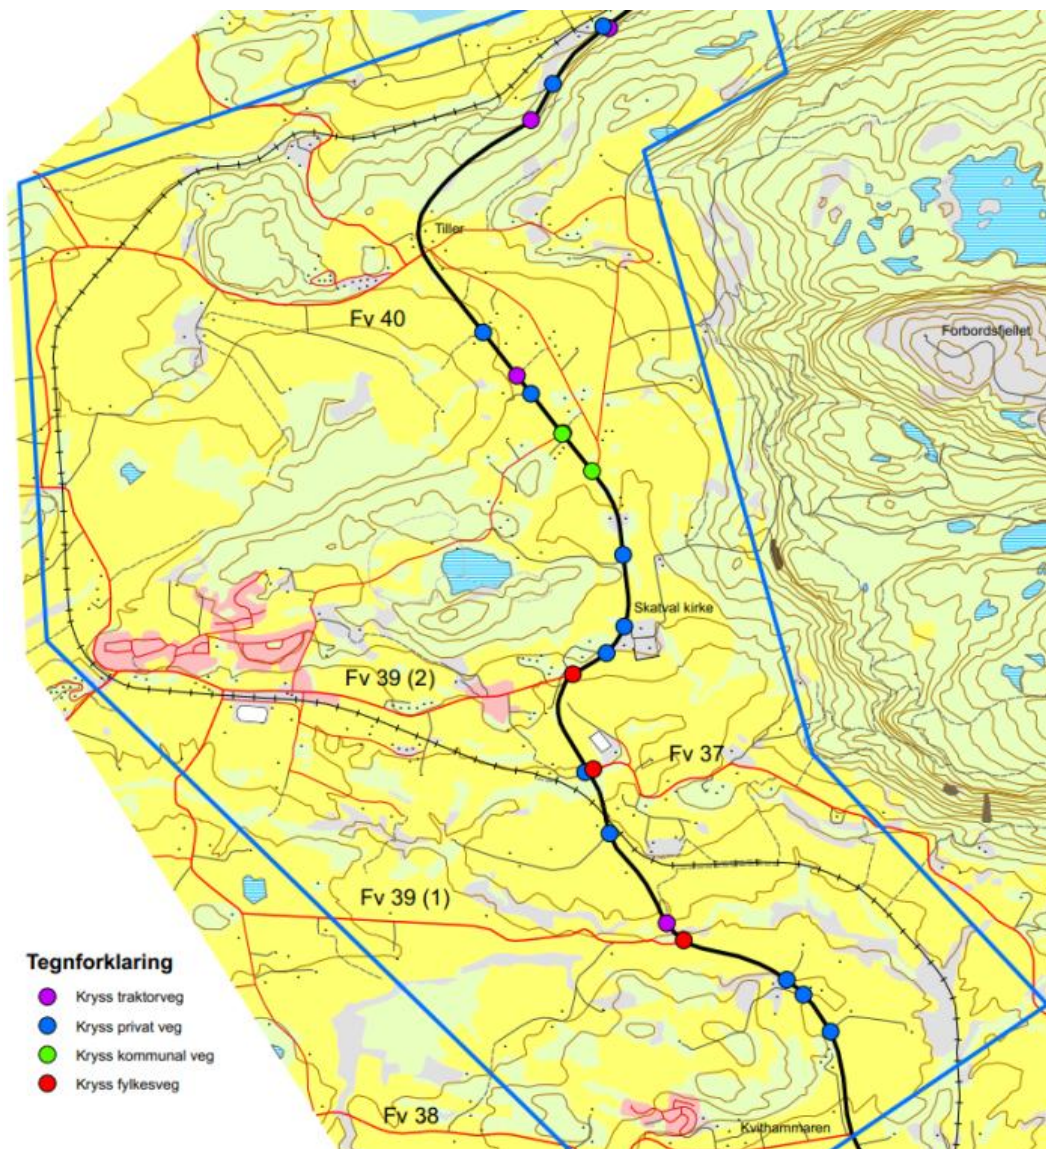 Tiller
Fv 40
Forbordsfjellet
Skatval kirke
Fv 39 (2)
Fv 37
Fv 39 (1)
Tegnforklaring
Kryss traktorveg
Kryss privat veg
Kryss kommunal veg
Kryss fylkesveg
Fv 38
Kvithammaren